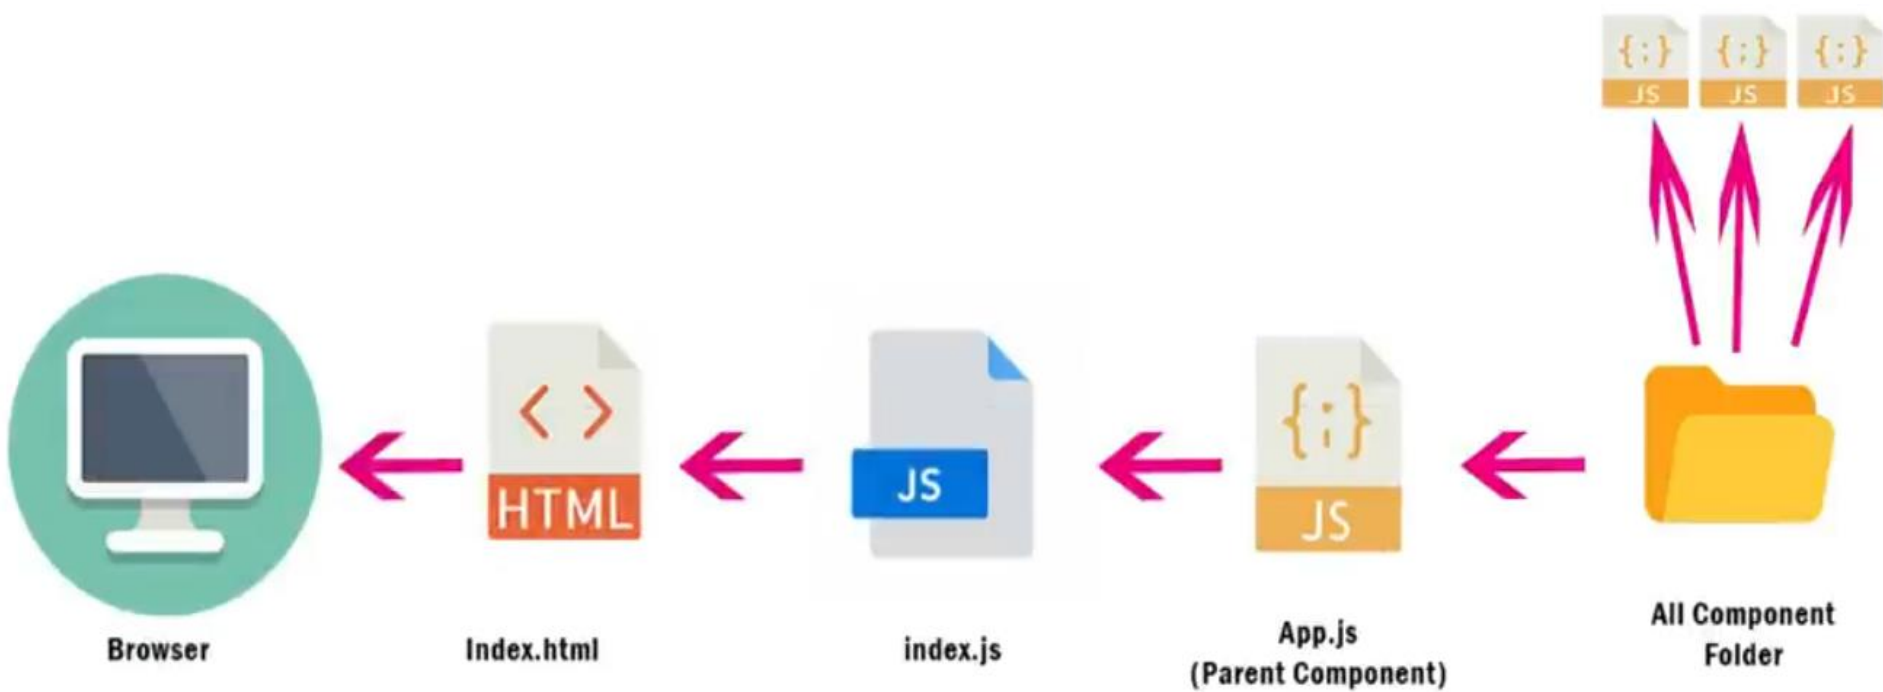 {;} {;} {;}
JS JS JS
< >
HTML
JS
{;}
JS
Browser
Index.html
index.js
App.js
(Parent Component)
All Component
Folder